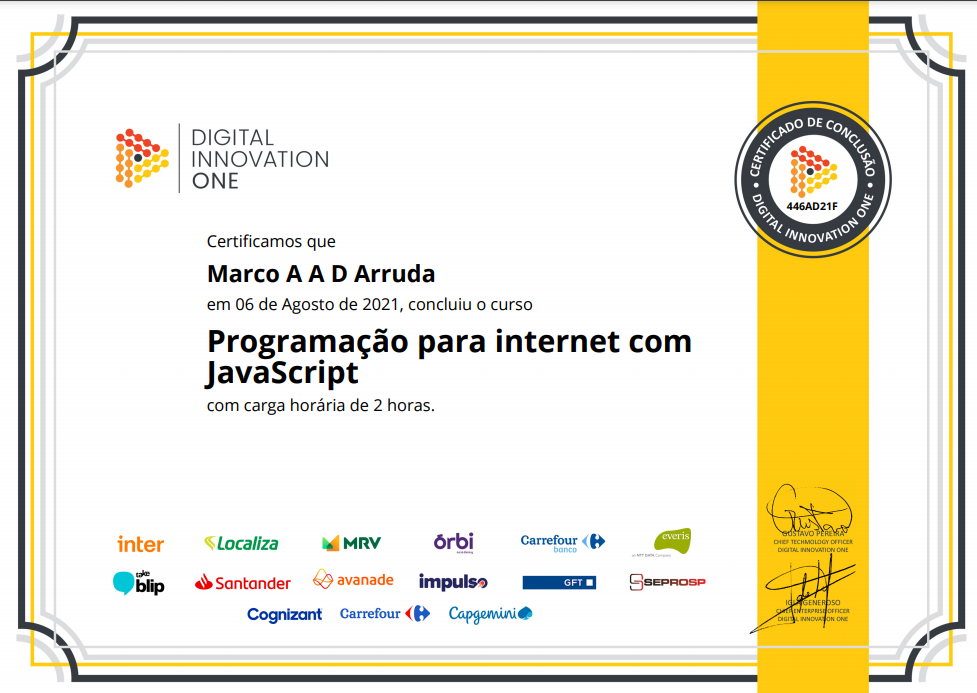 DIGITAL
INNOVATION
ONE
CERTIFICADO DE CONCLUSÃO
446AD21F
DIGITAL INNOVATION ONE
Certificamos que
Marco A A D Arruda
em 06 de Agosto de 2021, concluiu o curso
Programação para internet com
JavaScript
com carga horária de 2 horas.
inter
Localiza
MRV
órbi
Carrefour
banco
everis
take
blip
Santander
avanade
impulso
GFT
SEPROSP
Cognizant
Carrefour
Capgemini
GUSTAVO PEREIRA
CHIEF TECHMOLOGY OFFICER
DIGITAL INNOVATION ONE
GENEROSO
CHIEF ENTERPRISE OFFICER
DIGITAL INNOVATION ONE